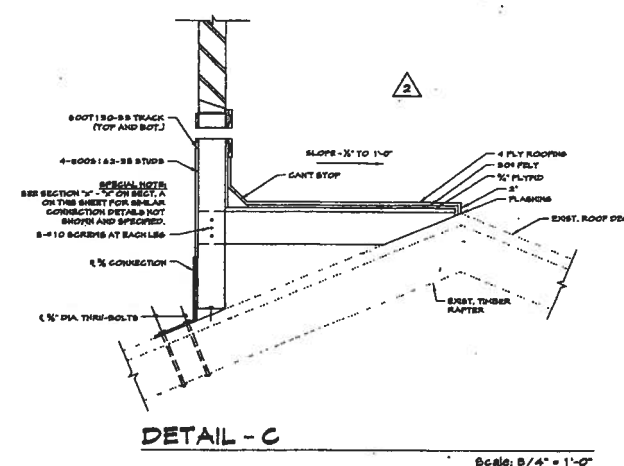 600T150-33 TRACK
(TOP AND BOT.)
4-600S162-33 STUDS
SPECIAL NOTE:
SEE SECTION "X" - "X" ON SECT. A
ON THIS SHEET FOR SIMILAR
CONNECTION DETAILS NOT
SHOWN AND SPECIFIED.
3-#10 SCREWS AT EACH LEG
CONNECTION
DIA. THRU-BOLTS
2
SLOPE - ¼" TO 1'-0"
CANT STOP
4 PLY ROOFING
30# FELT
¾" PLYWD
2"
FLASHING
EXIST. ROOF DEC
EXIST. TIMBER
RAFTER
DETAIL - C
Scale: 3/4" = 1'-0"